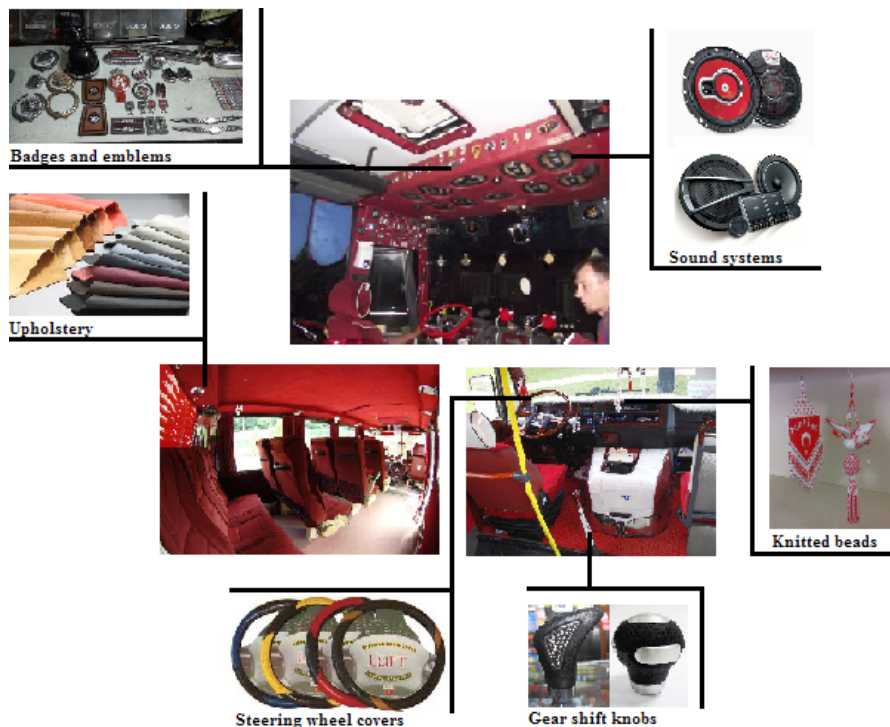 Badges and emblems
Sound systems
Upholstery
Knitted beads
Steering wheel covers
Gear shift knobs